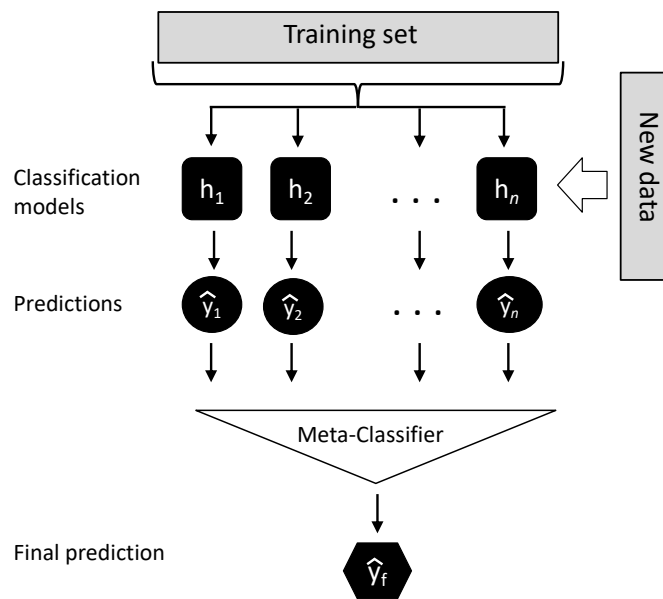 Training set
New data
Classification
models
h1 h2 . . . hn
Predictions
ŷ1 ŷ2 . . . ŷn
Meta-Classifier
Final prediction
ŷf